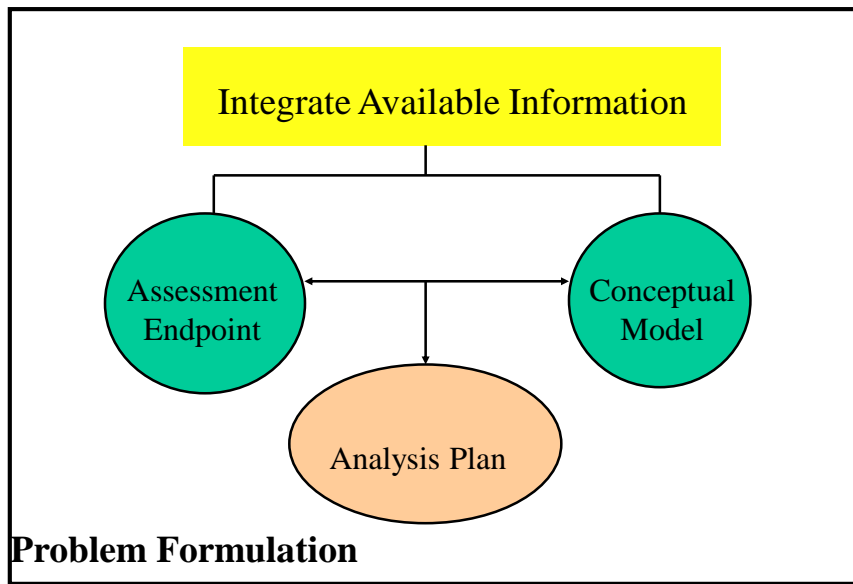 Integrate Available Information
Assessment
Endpoint
Conceptual
Model
Analysis Plan
Problem Formulation